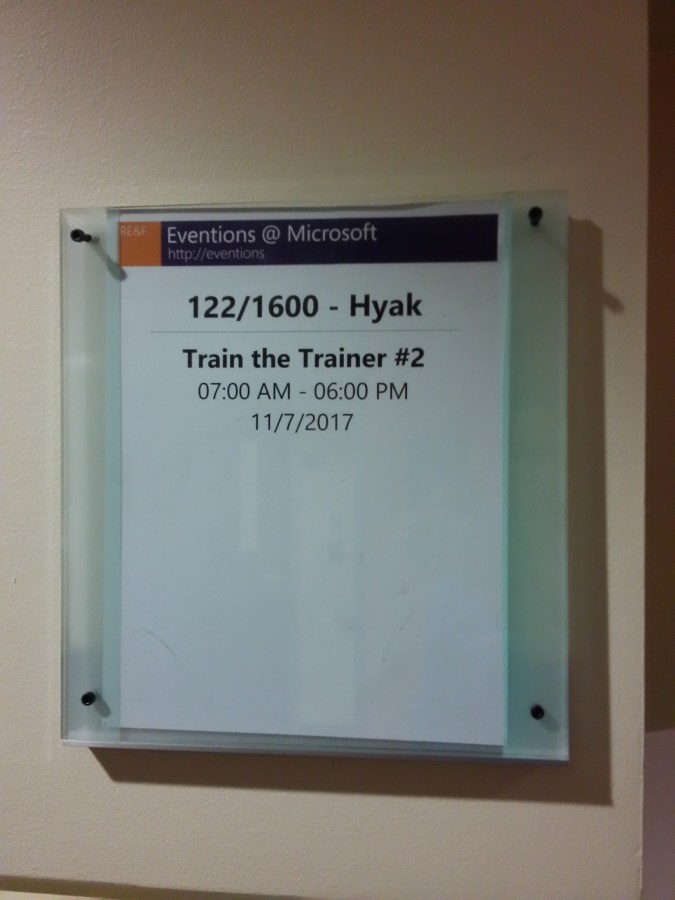 RE&F
Eventions @ Microsoft
http://eventions
122/1600 - Hyak
Train the Trainer #2
07:00 AM - 06:00 PM
11/7/2017